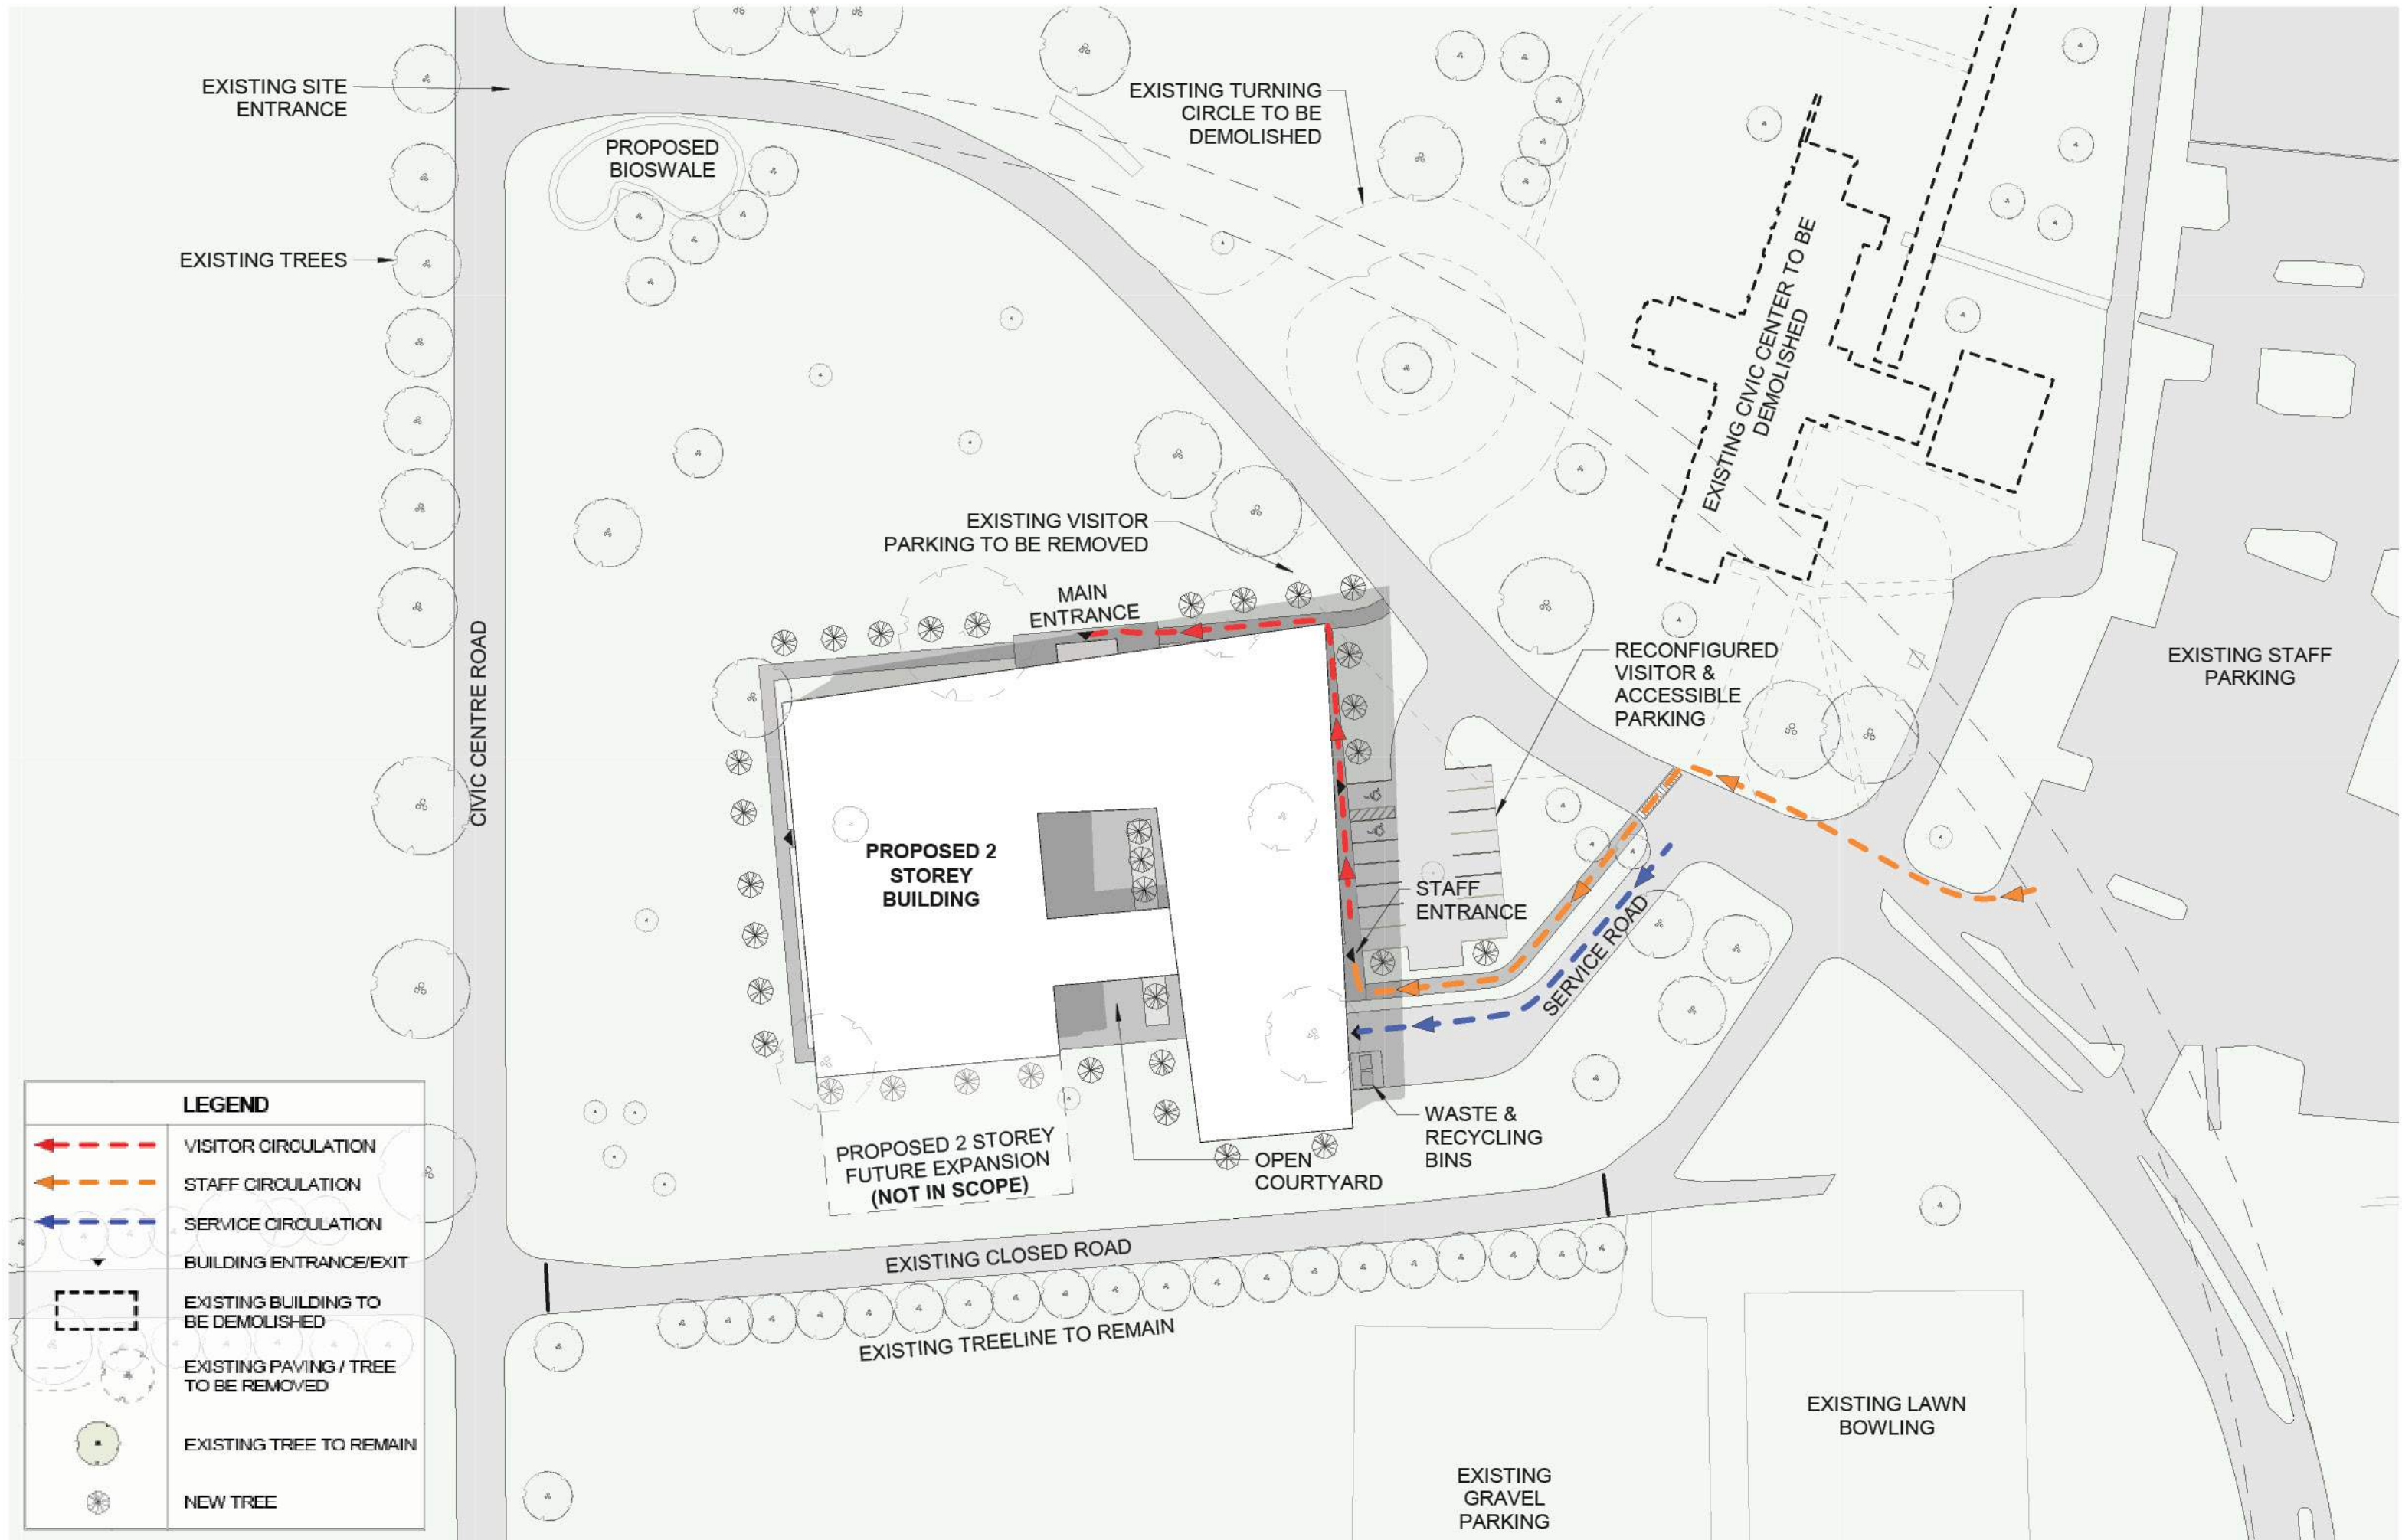 EXISTING SITE
ENTRANCE
EXISTING TREES
PROPOSED
BIOSWALE
EXISTING TURNING
CIRCLE TO BE
DEMOLISHED
EXISTING CIVIC CENTER TO BE
DEMOLISHED
EXISTING VISITOR
PARKING TO BE REMOVED
MAIN
ENTRANCE
CIVIC CENTRE ROAD
RECONFIGURED
VISITOR &
ACCESSIBLE
PARKING
EXISTING STAFF
PARKING
PROPOSED 2
STOREY
BUILDING
STAFF
ENTRANCE
SERVICE ROAD
WASTE &
RECYCLING
BINS
PROPOSED 2 STOREY
FUTURE EXPANSION
(NOT IN SCOPE)
OPEN
COURTYARD
EXISTING CLOSED ROAD
EXISTING TREELINE TO REMAIN
EXISTING LAWN
BOWLING
EXISTING
GRAVEL
PARKING
LEGEND
VISITOR CIRCULATION
STAFF CIRCULATION
SERVICE CIRCULATION
BUILDING ENTRANCE/EXIT
EXISTING BUILDING TO
BE DEMOLISHED
EXISTING PAVING / TREE
TO BE REMOVED
EXISTING TREE TO REMAIN
NEW TREE